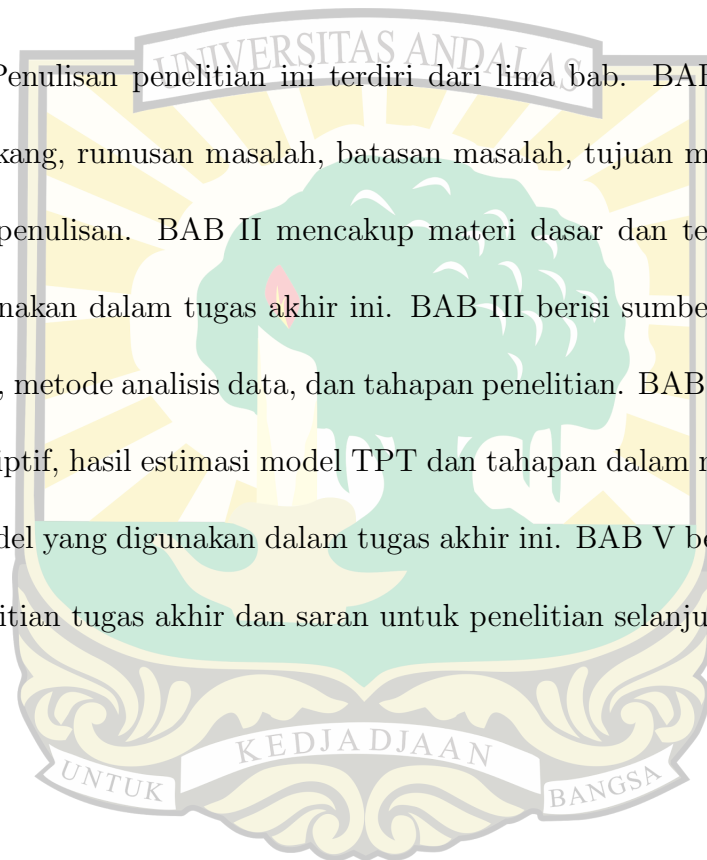 UNIVERSITAS ANDALAS
Penulisan penelitian ini terdiri dari lima bab. BAB
kang, rumusan masalah, batasan masalah, tujuan m
penulisan. BAB II mencakup materi dasar dan te
nakan dalam tugas akhir ini. BAB III berisi sumbe
, metode analisis data, dan tahapan penelitian. BAB
iptif, hasil estimasi model TPT dan tahapan dalam
del yang digunakan dalam tugas akhir ini. BAB V be
itian tugas akhir dan saran untuk penelitian selanju
UNTUK KEDJADJAAN BANGSA